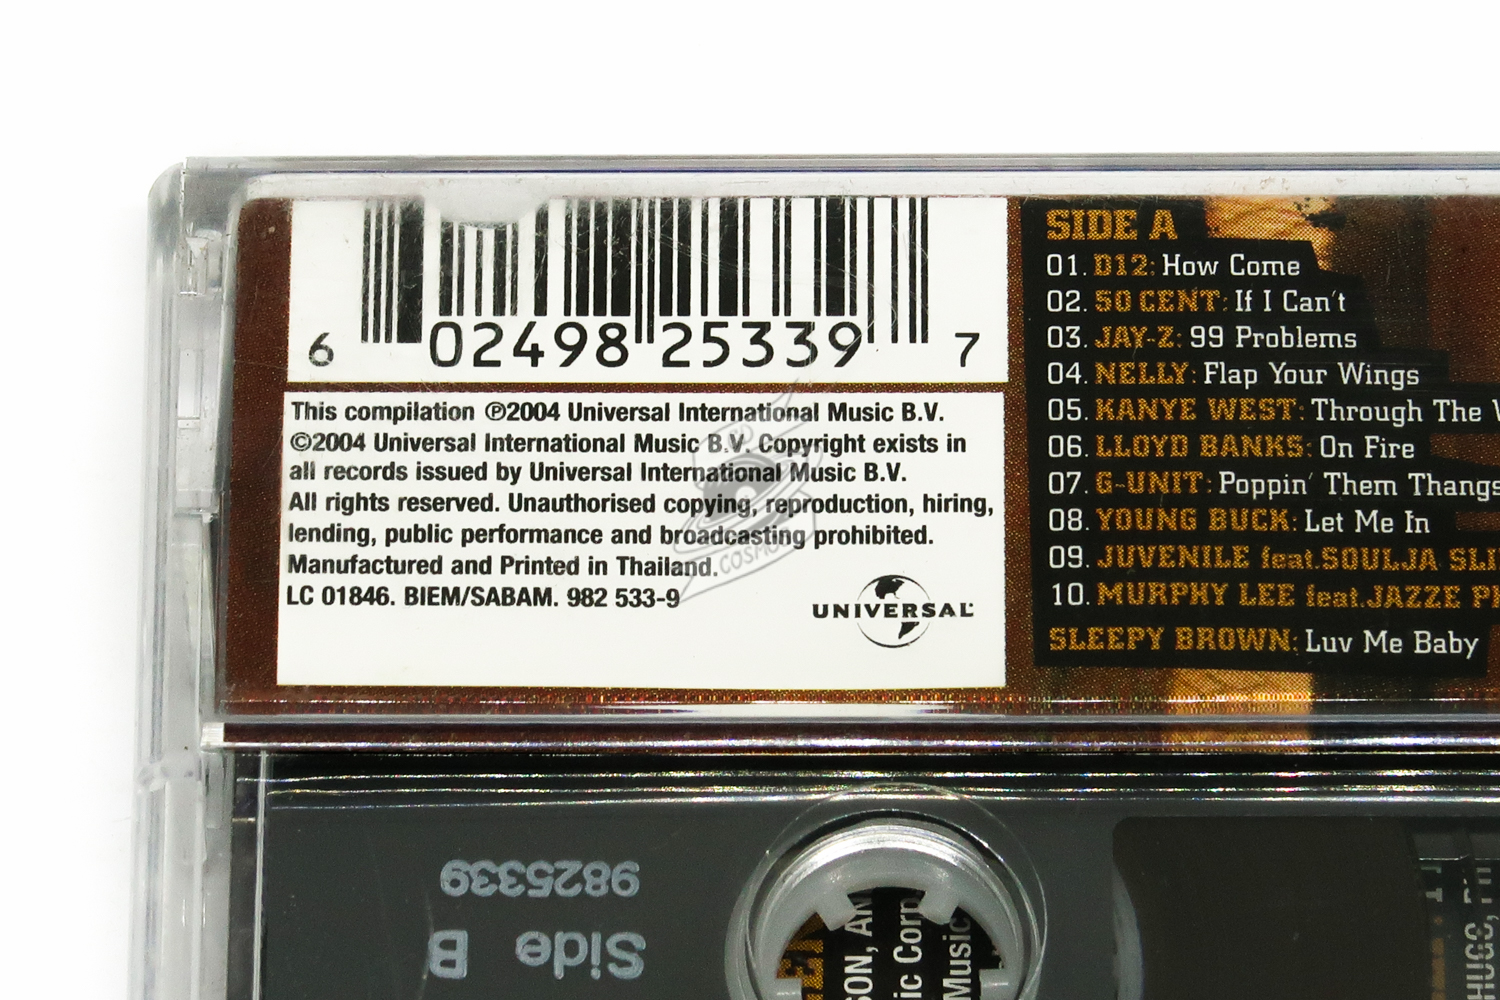 6 02498 25339 7
This compilation ℗2004 Universal International Music B.V.
©2004 Universal International Music B.V. Copyright exists in
all records issued by Universal International Music B.V.
All rights reserved. Unauthorised copying, reproduction, hiring,
lending, public performance and broadcasting prohibited.
Manufactured and Printed in Thailand.
LC 01846. BIEM/SABAM. 982 533-9
UNIVERSAL
SIDE A
01. D12: How Come
02. 50 CENT: If I Can't
03. JAY-Z: 99 Problems
04. NELLY: Flap Your Wings
05. KANYE WEST: Through The
06. LLOYD BANKS: On Fire
07. G-UNIT: Poppin' Them Thangs
08. YOUNG BUCK: Let Me In
09. JUVENILE feat.SOULJA
10. MURPHY LEE feat.JAZZE
SLEEPY BROWN: Luv Me Baby
9825339
Side B
Music